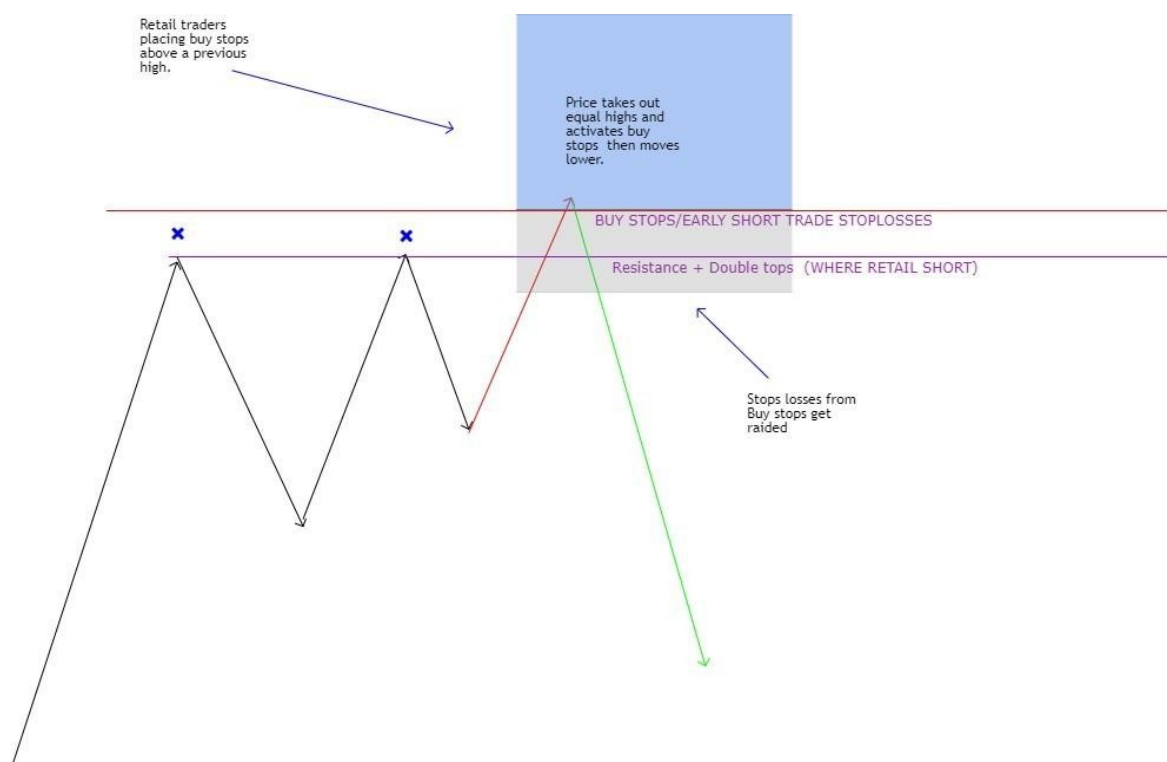 Retail traders
placing buy stops
above a previous
high.
Price takes out
equal highs and
activates buy
stops then moves
lower.
BUY STOPS/EARLY SHORT TRADE STOPLOSSES
Resistance + Double tops (WHERE RETAIL SHORT)
Stops losses from
Buy stops get
raided